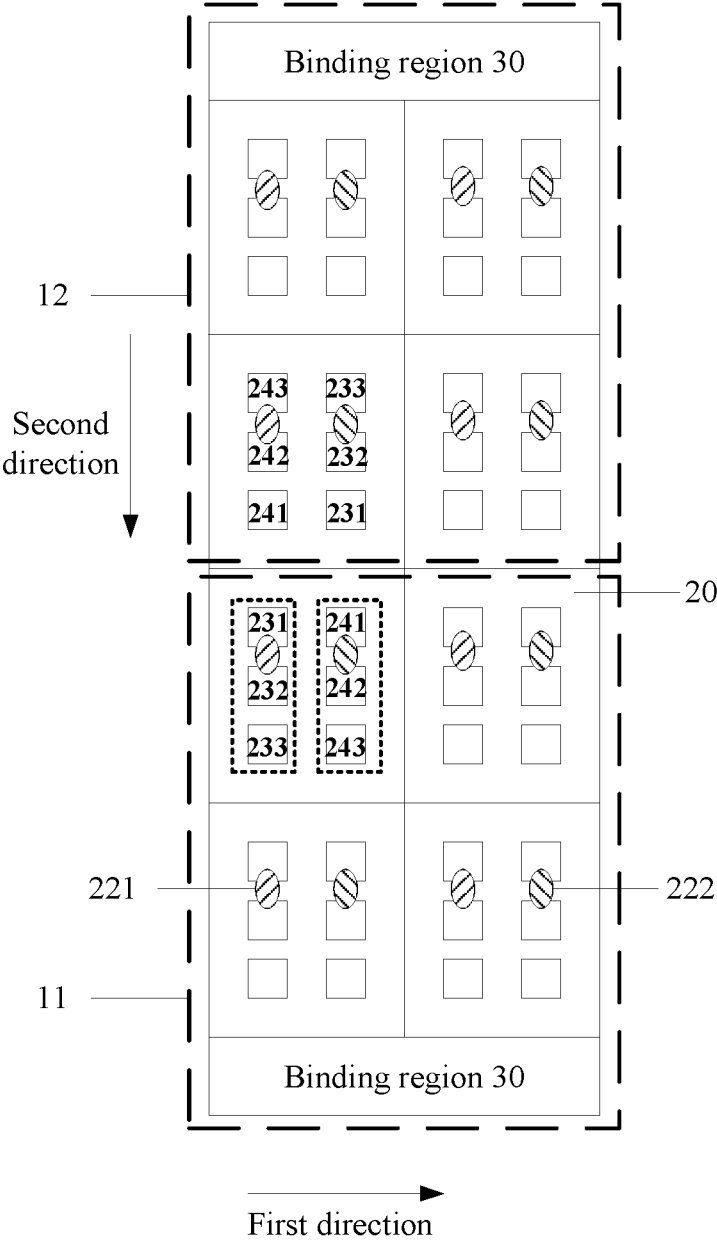 Binding region 30
12
243 233
Second
direction
242 232
241 231
20
231 241
232 242
233 243
221
222
11
Binding region 30
First direction